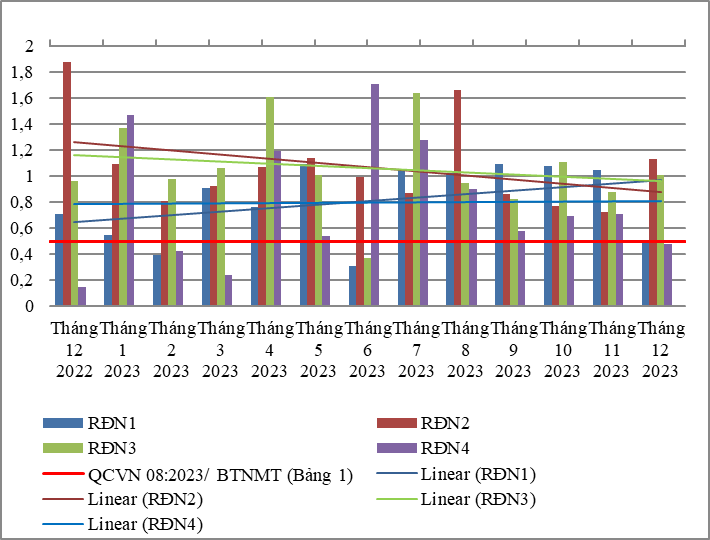 2
1,8
1,6
1,4
1,2
1
0,8
0,6
0,4
0,2
0
Tháng 12 2022
Tháng 1 2023
Tháng 2 2023
Tháng 3 2023
Tháng 4 2023
Tháng 5 2023
Tháng 6 2023
Tháng 7 2023
Tháng 8 2023
Tháng 9 2023
Tháng 10 2023
Tháng 11 2023
Tháng 12 2023
RĐN1
RĐN2
RĐN3
RĐN4
QCVN 08:2023/ BTNMT (Bảng 1)
Linear (RĐN1)
Linear (RĐN2)
Linear (RĐN3)
Linear (RĐN4)